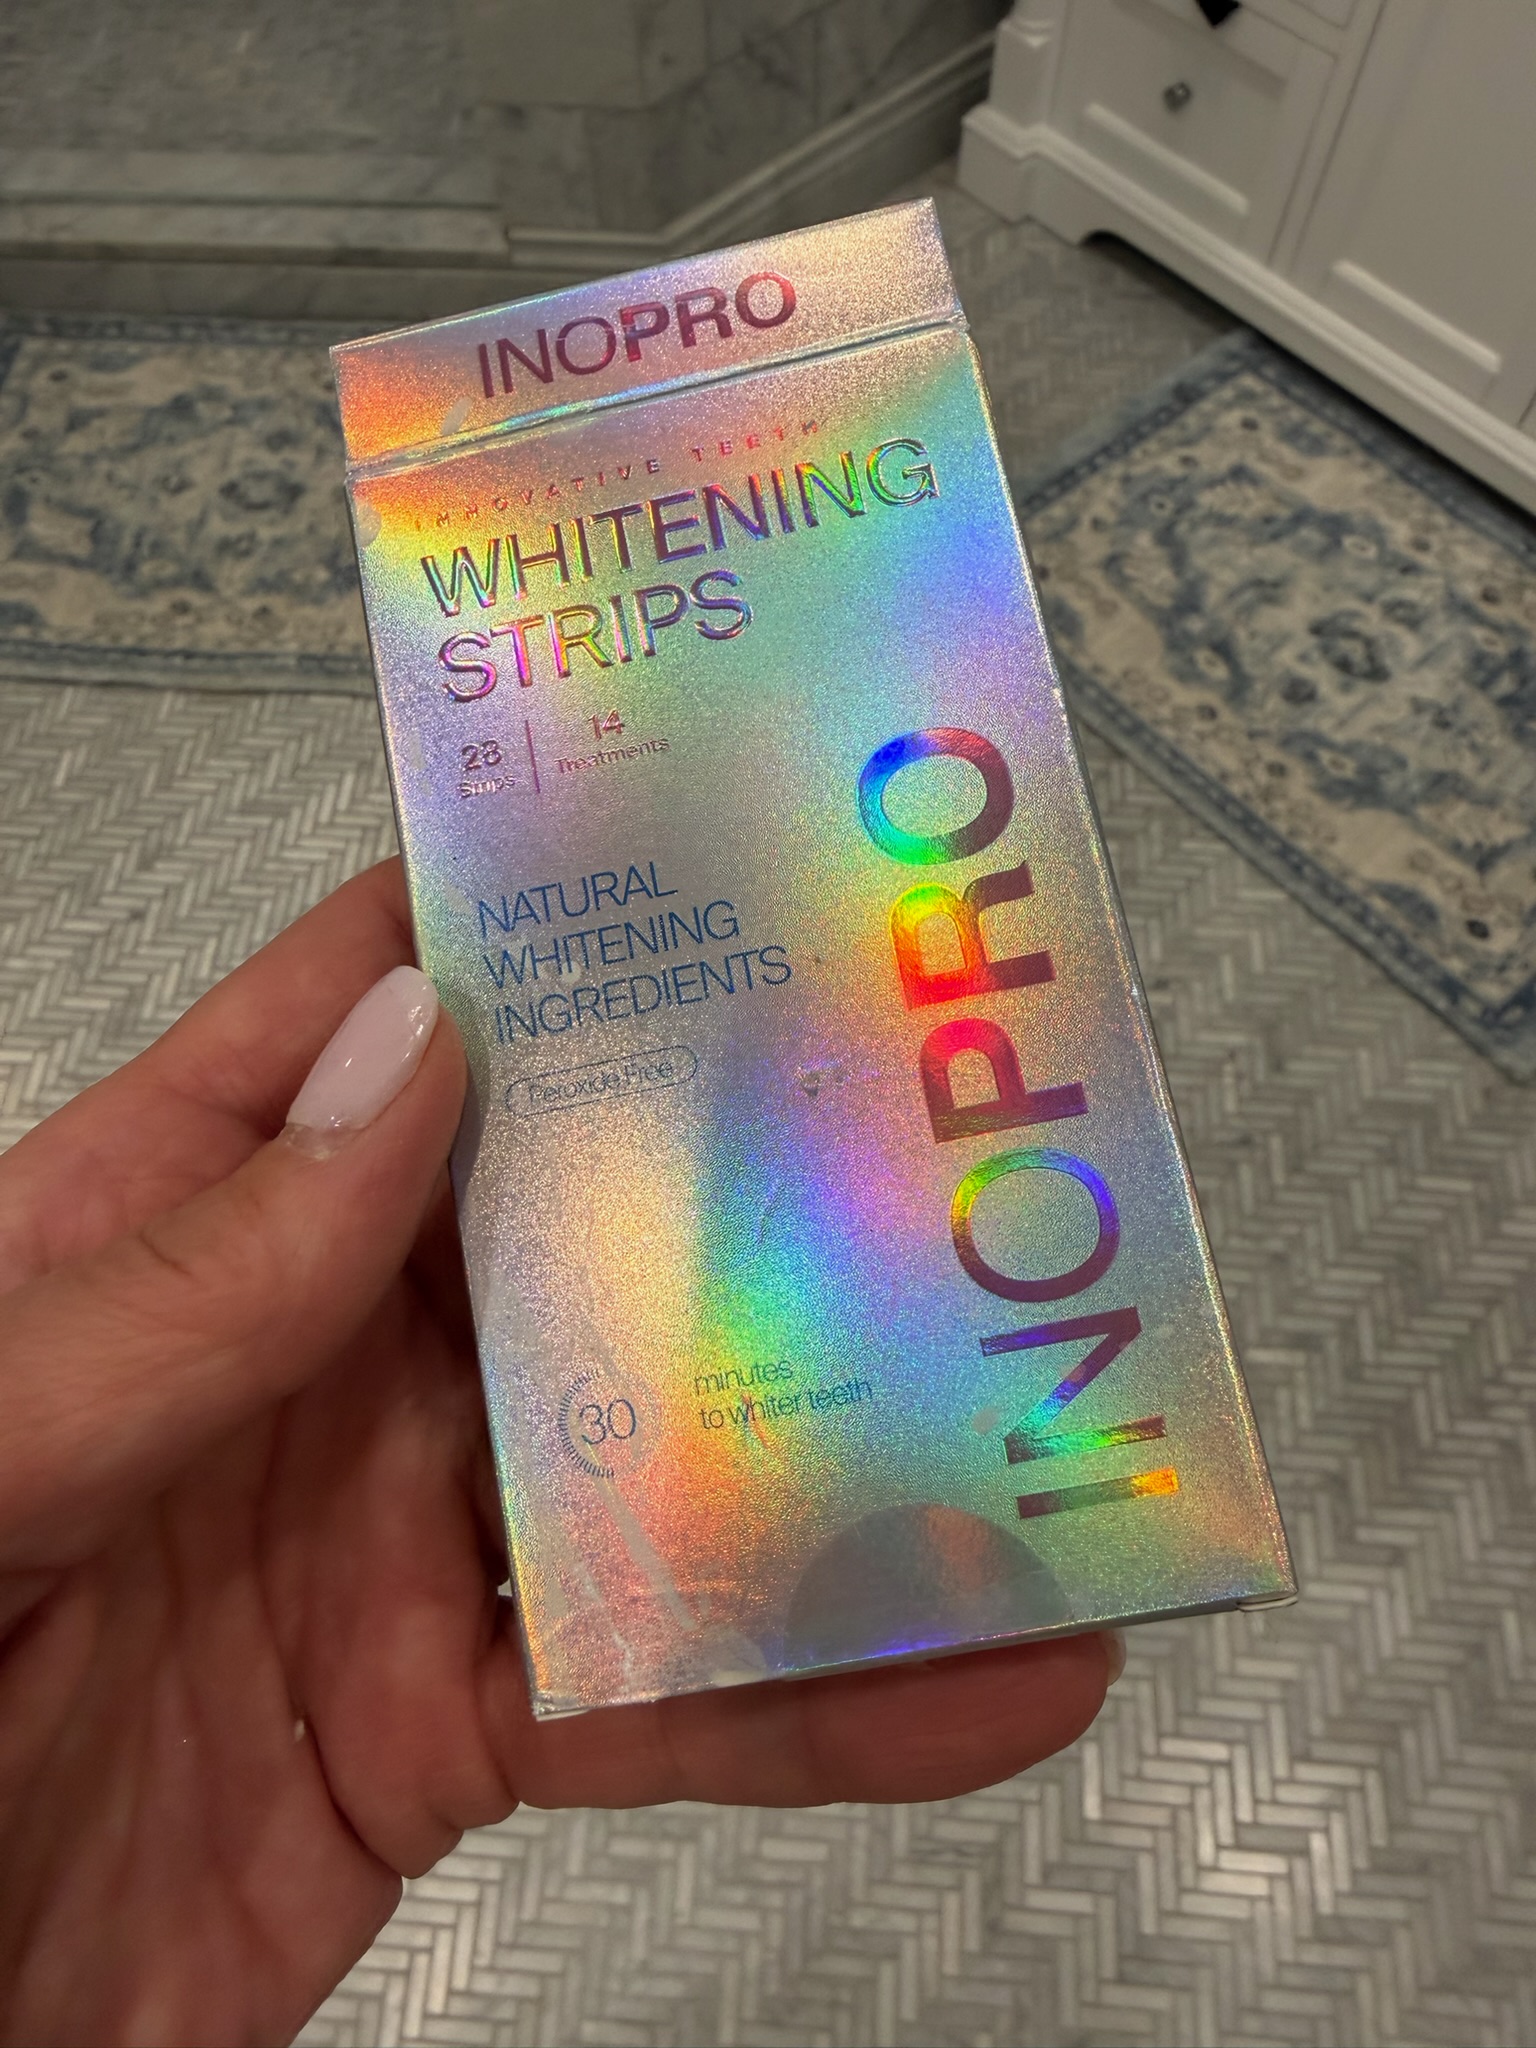 INOPRO
INNOVATIVE TEETH
WHITENING
STRIPS
28
Strips
14
Treatments
NATURAL
WHITENING
INGREDIENTS
Peroxide Free
30
minutes
to whiter teeth
INOPRO